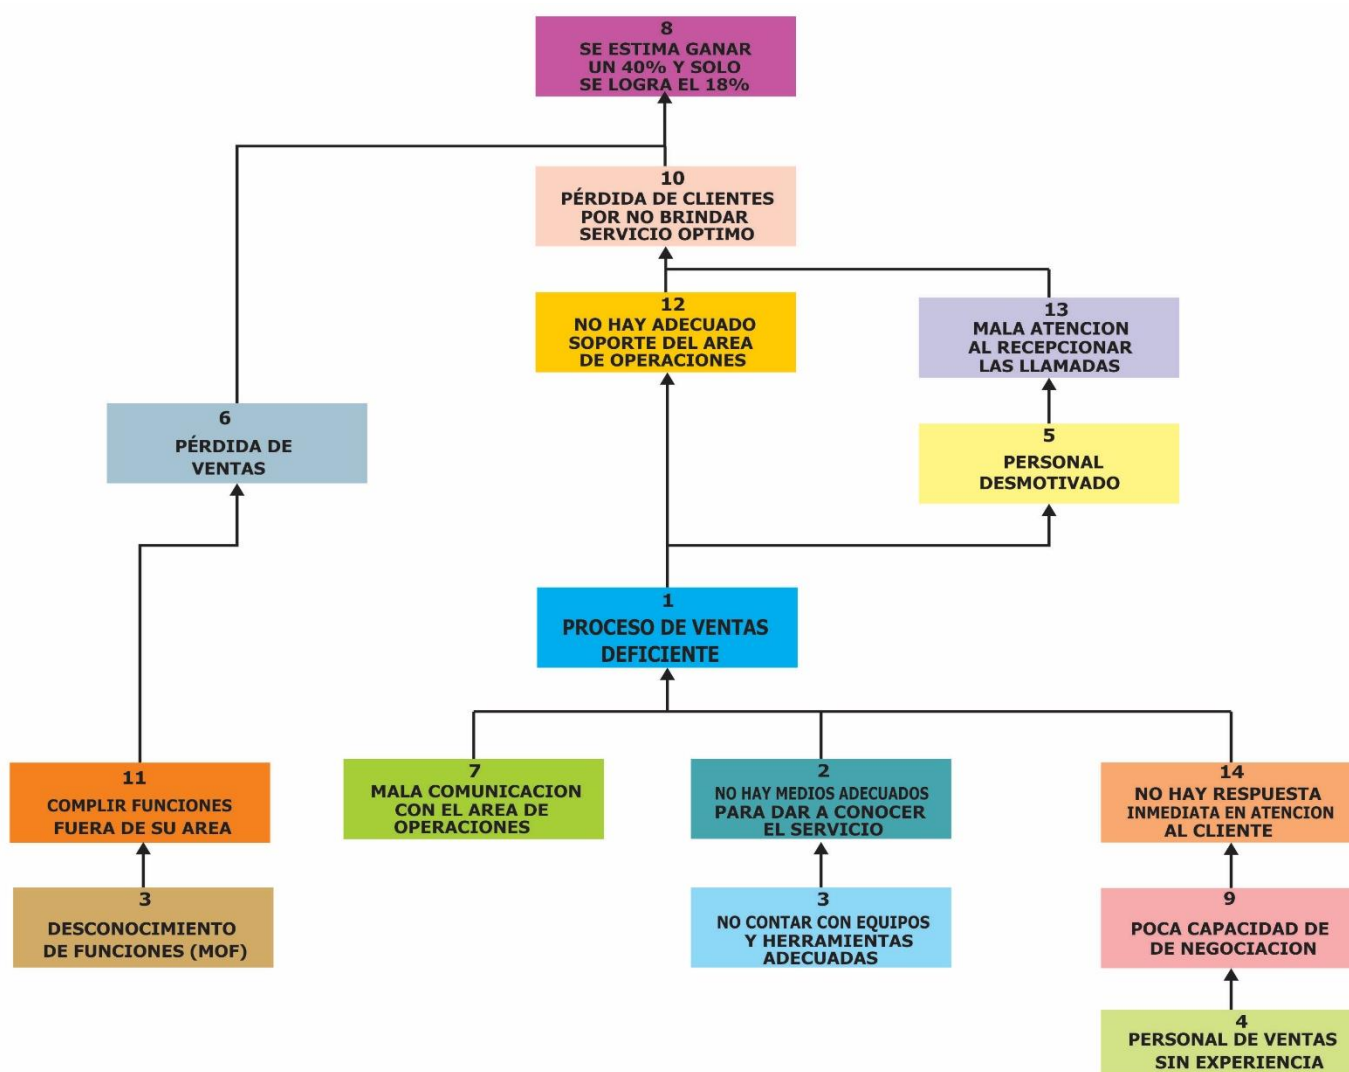 8
SE ESTIMA GANAR
UN 40% Y SOLO
SE LOGRA EL 18%
10
PÉRDIDA DE CLIENTES
POR NO BRINDAR
SERVICIO OPTIMO
12
NO HAY ADECUADO
SOPORTE DEL AREA
DE OPERACIONES
13
MALA ATENCION
AL RECEPCIONAR
LAS LLAMADAS
6
PÉRDIDA DE
VENTAS
5
PERSONAL
DESMOTIVADO
1
PROCESO DE VENTAS
DEFICIENTE
11
COMPLIR FUNCIONES
FUERA DE SU AREA
7
MALA COMUNICACION
CON EL AREA DE
OPERACIONES
2
NO HAY MEDIOS ADECUADOS
PARA DAR A CONOCER
EL SERVICIO
14
NO HAY RESPUESTA
INMEDIATA EN ATENCION
AL CLIENTE
3
DESCONOCIMIENTO
DE FUNCIONES (MOF)
3
NO CONTAR CON EQUIPOS
Y HERRAMIENTAS
ADECUADAS
9
POCA CAPACIDAD DE
DE NEGOCIACION
4
PERSONAL DE VENTAS
SIN EXPERIENCIA